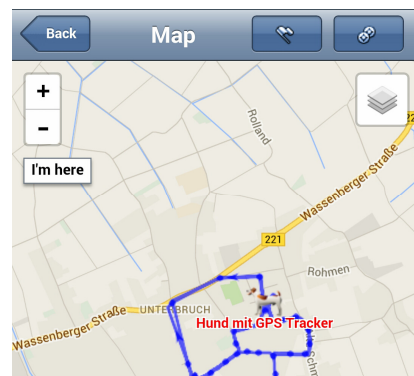 Back
Map
+
-
I'm here
Rolland
Wassenberger Straße
221
Rohmen
UNTERBRUCH
Hund mit GPS Tracker
Wassenberger Straße